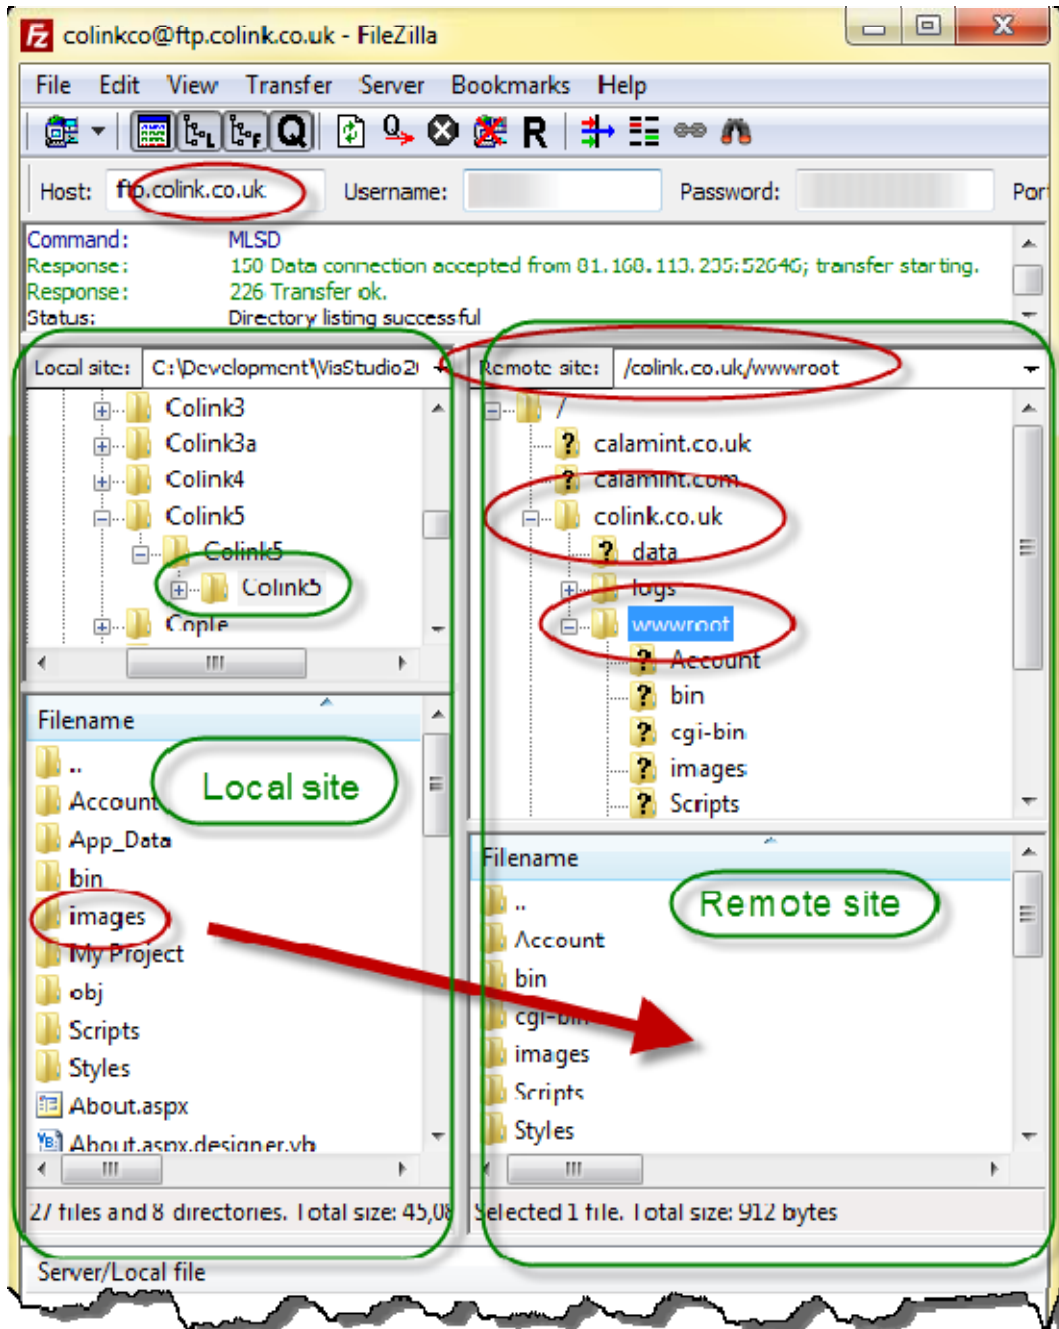 colinkco@ftp.colink.co.uk - FileZilla
File Edit View Transfer Server Bookmarks Help
Host: ftp.colink.co.uk Username: Password: Por
Command: MLSD
Response: 150 Data connection accepted from 81.168.113.235:52646; transfer starting.
Response: 226 Transfer ok.
Status: Directory listing successful
Local site: C:\Development\VisStudio2
Colink3
Colink3a
Colink4
Colink5
Colink5
Colink5
Cople
Filename
..
Account
App_Data
bin
images
My Project
obj
Scripts
Styles
About.aspx
About.aspx.designer.vb
27 files and 8 directories. Total size: 45,08
Local site
Remote site: /colink.co.uk/wwwroot
/
calamint.co.uk
calamint.com
colink.co.uk
data
logs
wwwroot
Account
bin
cgi-bin
images
Scripts
Filename
..
Account
bin
cgi-bin
images
Scripts
Styles
Selected 1 file. Total size: 912 bytes
Remote site
Server/Local file